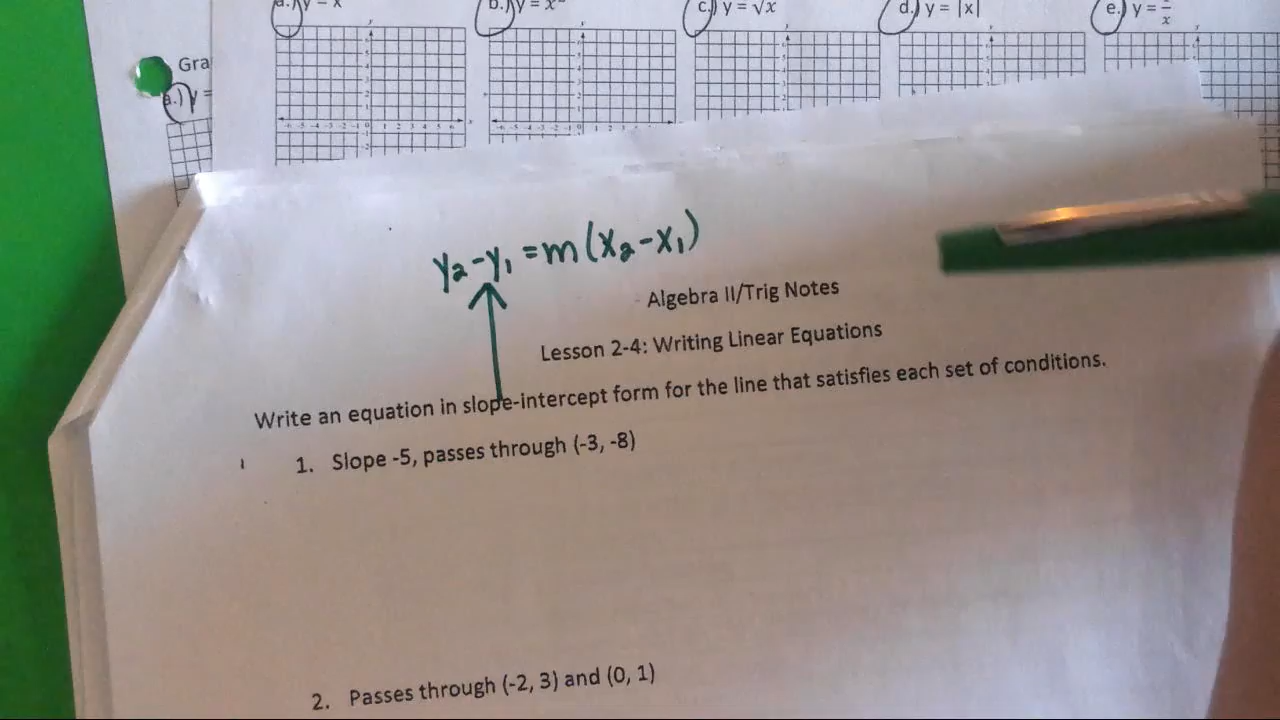 a.) y = x b.) y = x² c.) y = √x d.) y = |x| e.) y =
x
Gra
a.) y =
y₂ - y₁ = m(x₂ - x₁)
Algebra II/Trig Notes
Lesson 2-4: Writing Linear Equations
Write an equation in slope-intercept form for the line that satisfies each set of conditions.
1. Slope -5, passes through (-3, -8)
2. Passes through (-2, 3) and (0, 1)